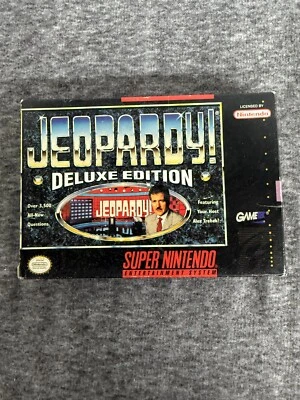 LICENSED BY
Nintendo
JEOPARDY!
DELUXE EDITION
Over 3,500
All-New
Questions
JEOPARDY!
Featuring
Your Host
Alex Trebek!
GAMETEK
SUPER NINTENDO
ENTERTAINMENT SYSTEM